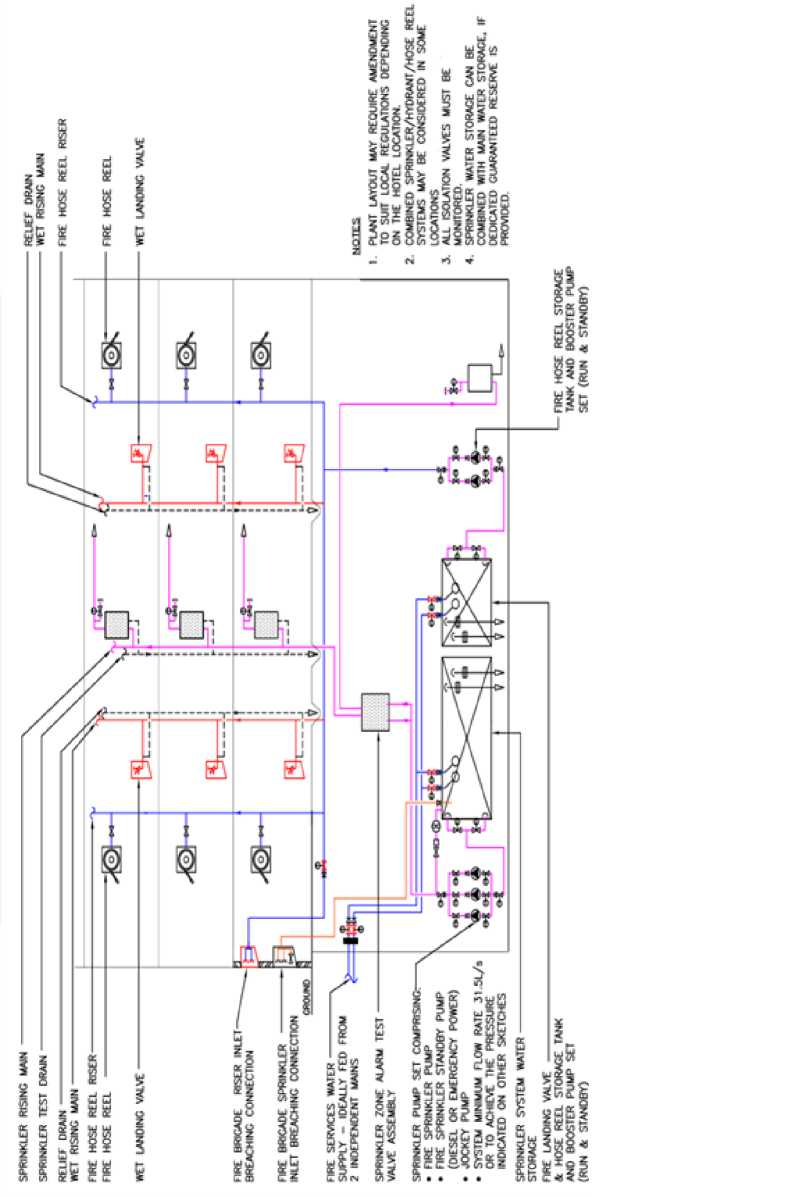 RELIEF DRAIN
WET RISING MAIN
FIRE HOSE REEL RISER
FIRE HOSE REEL
WET LANDING VALVE
NOTES
1. PLANT LAYOUT MAY REQUIRE AMENDMENT
TO SUIT LOCAL REGULATIONS DEPENDING
ON THE HOTEL LOCATION.
2. COMBINED SPRINKLER/HYDRANT/HOSE REEL
SYSTEMS MAY BE CONSIDERED IN SOME
LOCATIONS
3. ALL ISOLATION VALVES MUST BE
MONITORED.
4. SPRINKLER WATER STORAGE CAN BE
COMBINED WITH MAIN WATER STORAGE, IF
DEDICATED GUARANTEED RESERVE IS
PROVIDED.
FIRE HOSE REEL STORAGE
TANK AND BOOSTER PUMP
SET (RUN & STANDBY)
SPRINKLER RISING MAIN
SPRINKLER TEST DRAIN
RELIEF DRAIN
WET RISING MAIN
FIRE HOSE REEL RISER
FIRE HOSE REEL
WET LANDING VALVE
FIRE BRIGADE RISER INLET
BREACHING CONNECTION
FIRE BRIGADE SPRINKLER
INLET BREACHING CONNECTION
GROUND
FIRE SERVICES WATER
SUPPLY – IDEALLY FED FROM
2 INDEPENDENT MAINS
SPRINKLER ZONE ALARM TEST
VALVE ASSEMBLY
SPRINKLER PUMP SET COMPRISING:
• FIRE SPRINKLER PUMP
• FIRE SPRINKLER STANDBY PUMP
(DIESEL OR EMERGENCY POWER)
• JOCKEY PUMP
• SYSTEM MINIMUM FLOW RATE 31.5L/s
OR TO ACHIEVE THE PRESSURE
INDICATED ON OTHER SKETCHES
SPRINKLER SYSTEM WATER
STORAGE
FIRE LANDING VALVE
& HOSE REEL STORAGE TANK
AND BOOSTER PUMP SET
(RUN & STANDBY)